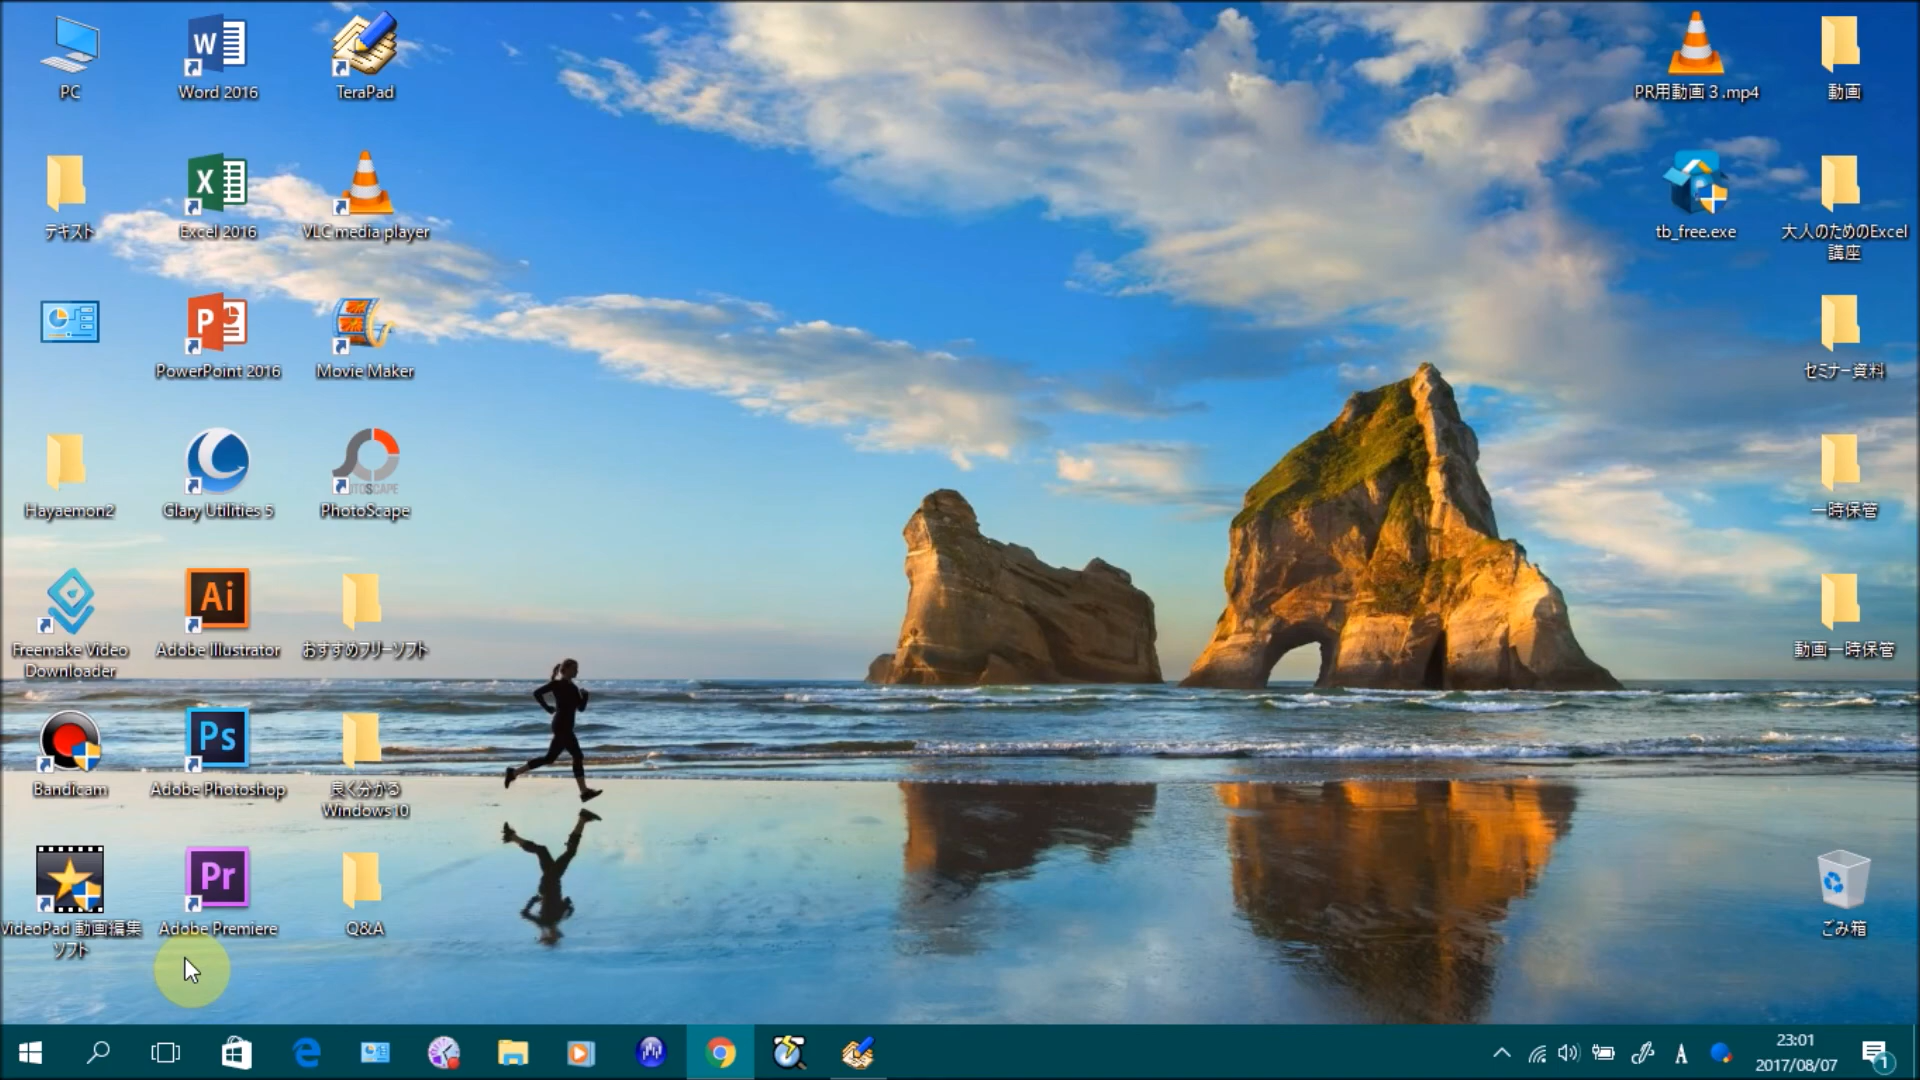 PC
Word 2016
TeraPad
PR用動画３.mp4
動画
テキスト
Excel 2016
VLC media player
tb_free.exe
大人のためのExcel
講座
PowerPoint 2016
Movie Maker
セミナー資料
Hayaemon2
Glary Utilities 5
PhotoScape
一時保管
Freemake Video
Downloader
Ai
Adobe Illustrator
おすすめフリーソフト
動画一時保管
Bandicam
Ps
Adobe Photoshop
良く分かる
Windows10
VideoPad 動画編集
ソフト
Pr
Adobe Premiere
Q&A
ごみ箱
A
23:01
2017/08/07
1